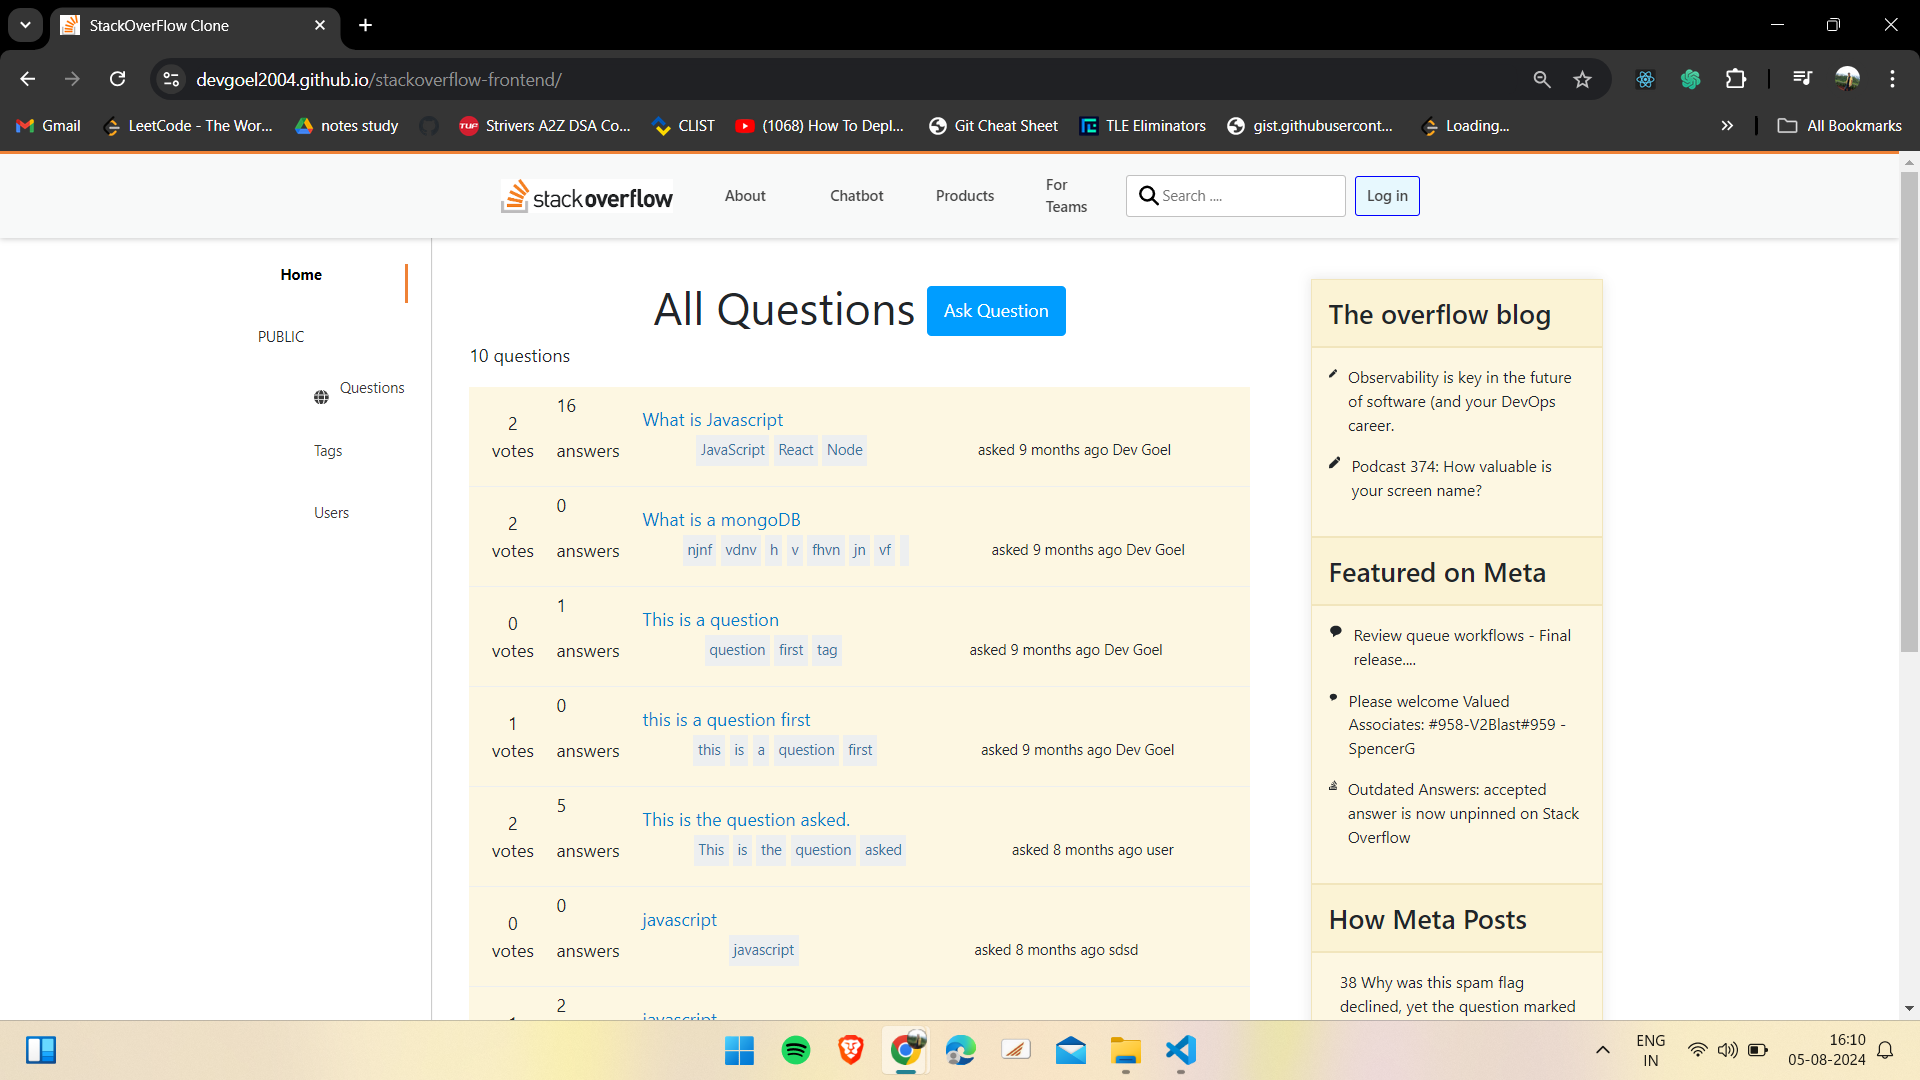 StackOverFlow Clone
devgoel2004.github.io/stackoverflow-frontend/
Gmail
LeetCode - The Wor...
notes study
TUF
Strivers A2Z DSA Co...
CLIST
(1068) How To Depl...
Git Cheat Sheet
TLE Eliminators
gist.githubusercont...
Loading...
All Bookmarks
stackoverflow
About
Chatbot
Products
For
Teams
Search ....
Log in
Home
PUBLIC
Questions
Tags
Users
All Questions
Ask Question
10 questions
2
votes
16
answers
What is Javascript
JavaScript React Node
asked 9 months ago Dev Goel
2
votes
0
answers
What is a mongoDB
njnf vdnv h v fhvn jn vf
asked 9 months ago Dev Goel
0
votes
1
answers
This is a question
question first tag
asked 9 months ago Dev Goel
1
votes
0
answers
this is a question first
this is a question first
asked 9 months ago Dev Goel
2
votes
5
answers
This is the question asked.
This is the question asked
asked 8 months ago user
0
votes
0
answers
javascript
javascript
asked 8 months ago sdsd
2
javascript
The overflow blog
Observability is key in the future
of software (and your DevOps
career.
Podcast 374: How valuable is
your screen name?
Featured on Meta
Review queue workflows - Final
release....
Please welcome Valued
Associates: #958-V2Blast#959 -
SpencerG
Outdated Answers: accepted
answer is now unpinned on Stack
Overflow
How Meta Posts
38 Why was this spam flag
declined, yet the question marked
ENG
IN
16:10
05-08-2024